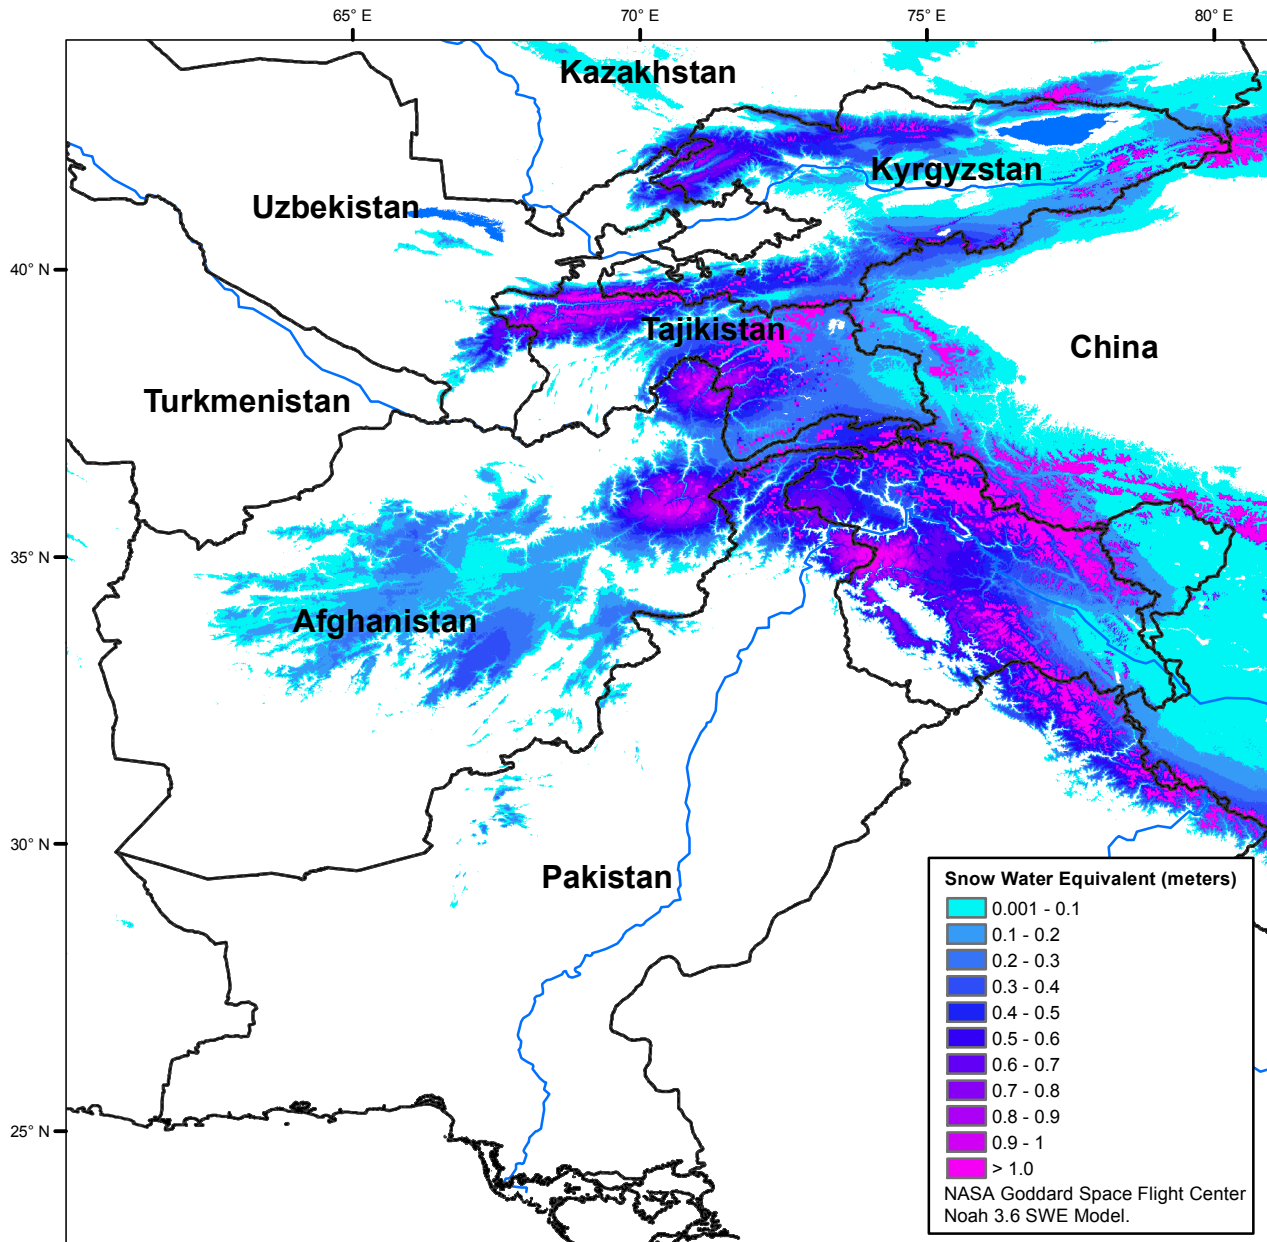 65° E
70° E
75° E
80° E
Kazakhstan
Kyrgyzstan
Uzbekistan
40° N
Tajikistan
China
Turkmenistan
35° N
Afghanistan
30° N
Pakistan
25° N
Snow Water Equivalent (meters)
0.001 - 0.1
0.1 - 0.2
0.2 - 0.3
0.3 - 0.4
0.4 - 0.5
0.5 - 0.6
0.6 - 0.7
0.7 - 0.8
0.8 - 0.9
0.9 - 1
> 1.0
NASA Goddard Space Flight Center
Noah 3.6 SWE Model.